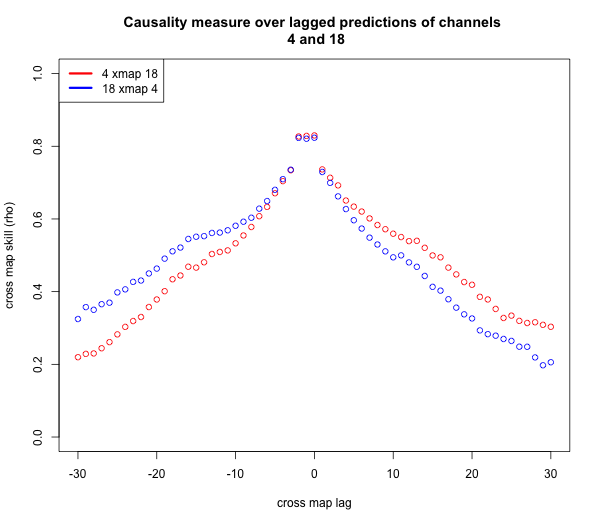 Causality measure over lagged predictions of channels
4 and 18
4 xmap 18
18 xmap 4
cross map skill (rho)
1.0
0.8
0.6
0.4
0.2
0.0
-30
-20
-10
0
10
20
30
cross map lag